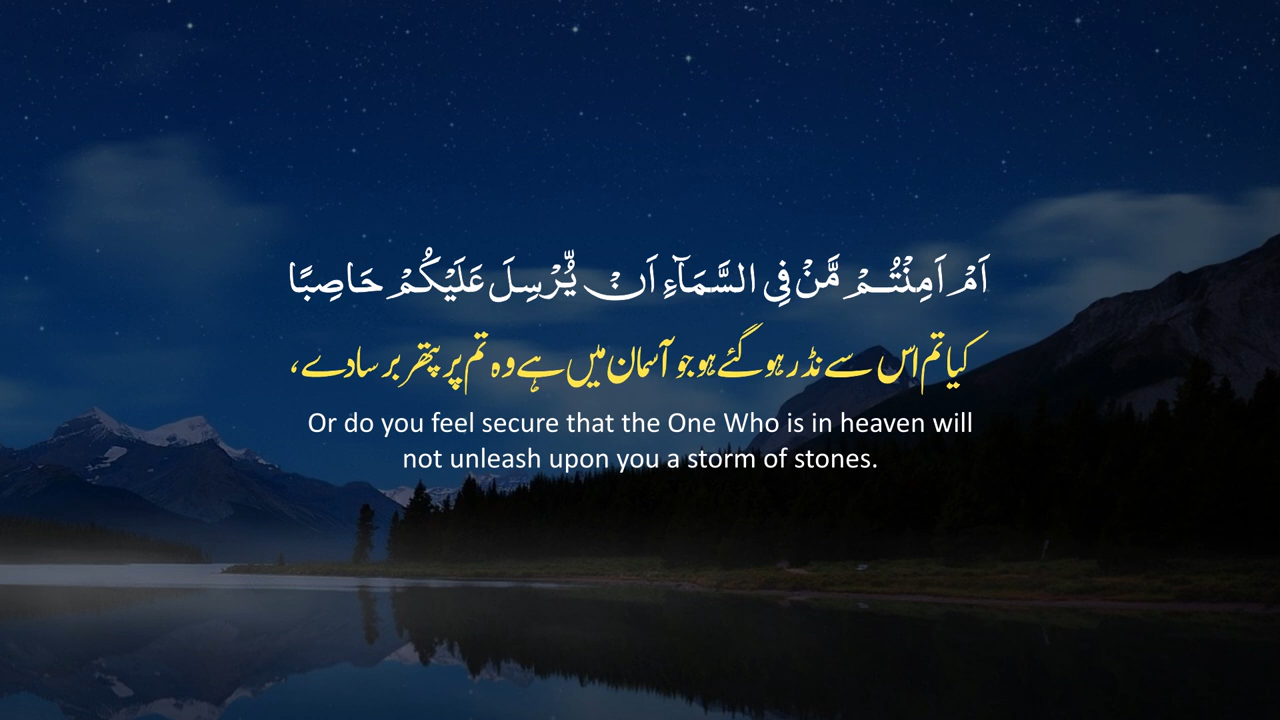 اَمْ اَمِنْتُمْ مَّنْ فِی السَّمَآءِ اَنْ یُّرْسِلَ عَلَیْکُمْ حَاصِبًا
کیا تم اس سے نڈر ہو گئے ہو جو آسمان میں ہے وہ تم پر پتھر برسا دے،
Or do you feel secure that the One Who is in heaven will
not unleash upon you a storm of stones.